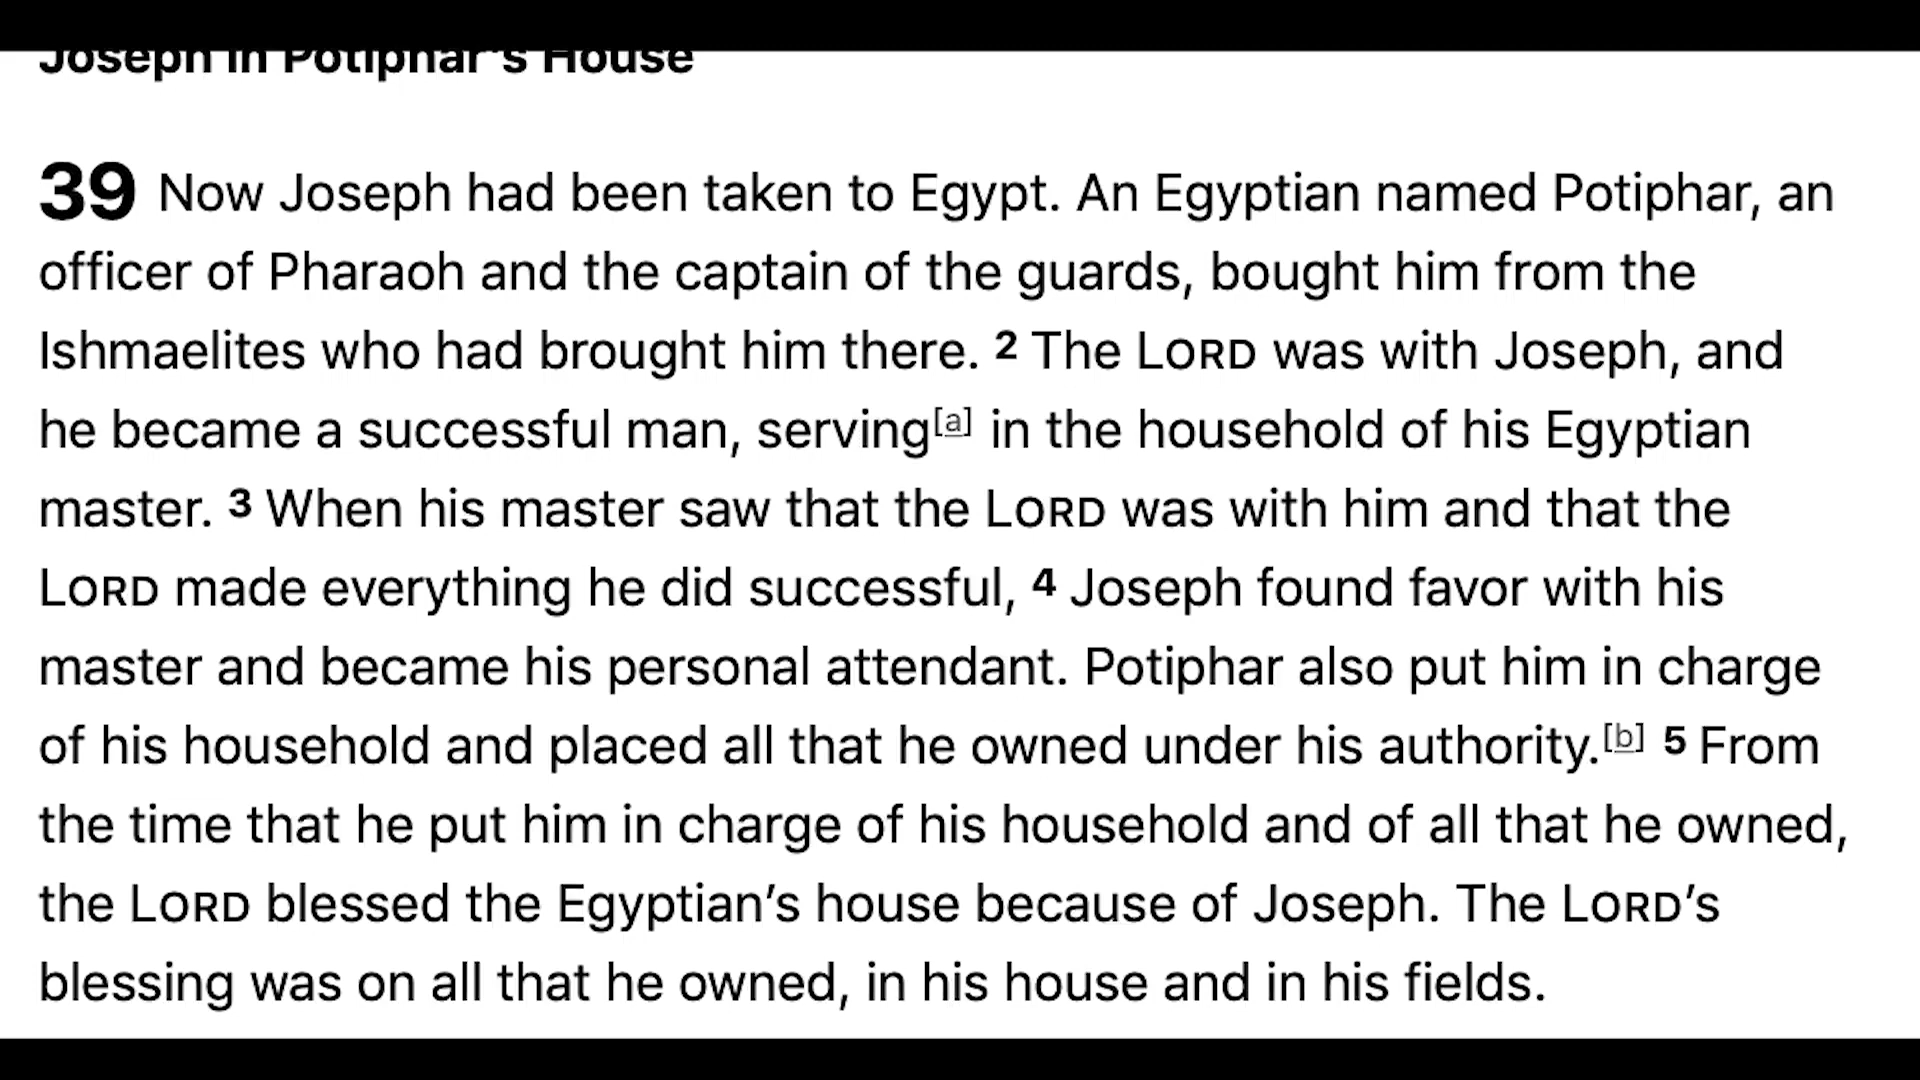 Joseph in Potiphar's House
39 Now Joseph had been taken to Egypt. An Egyptian named Potiphar, an
officer of Pharaoh and the captain of the guards, bought him from the
Ishmaelites who had brought him there. 2 The LORD was with Joseph, and
he became a successful man, serving[a] in the household of his Egyptian
master. 3 When his master saw that the LORD was with him and that the
LORD made everything he did successful, 4 Joseph found favor with his
master and became his personal attendant. Potiphar also put him in charge
of his household and placed all that he owned under his authority.[b] 5 From
the time that he put him in charge of his household and of all that he owned,
the LORD blessed the Egyptian’s house because of Joseph. The LORD’s
blessing was on all that he owned, in his house and in his fields.